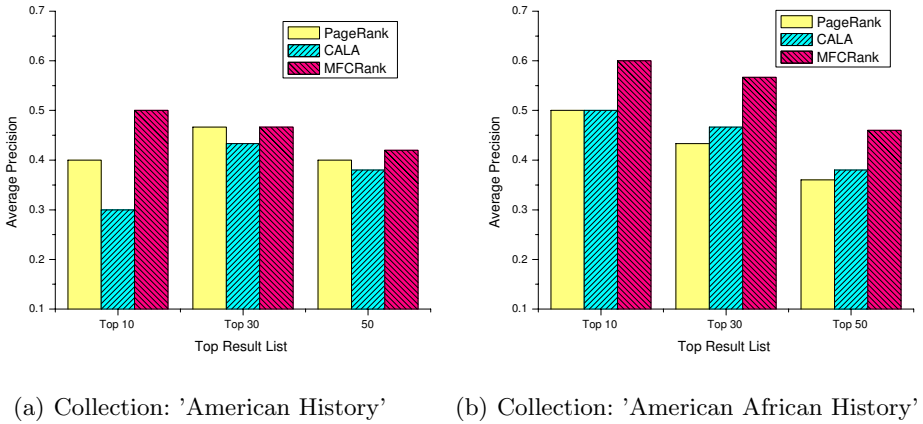 0.7
0.6
0.5
0.4
0.3
0.2
0.1
Average Precision
PageRank
CALA
MFCRank
Top 10
Top 30
50
Top Result List
(a) Collection: 'American History'
0.7
0.6
0.5
0.4
0.3
0.2
0.1
Average Precision
PageRank
CALA
MFCRank
Top 10
Top 30
Top 50
Top Result List
(b) Collection: 'American African History'